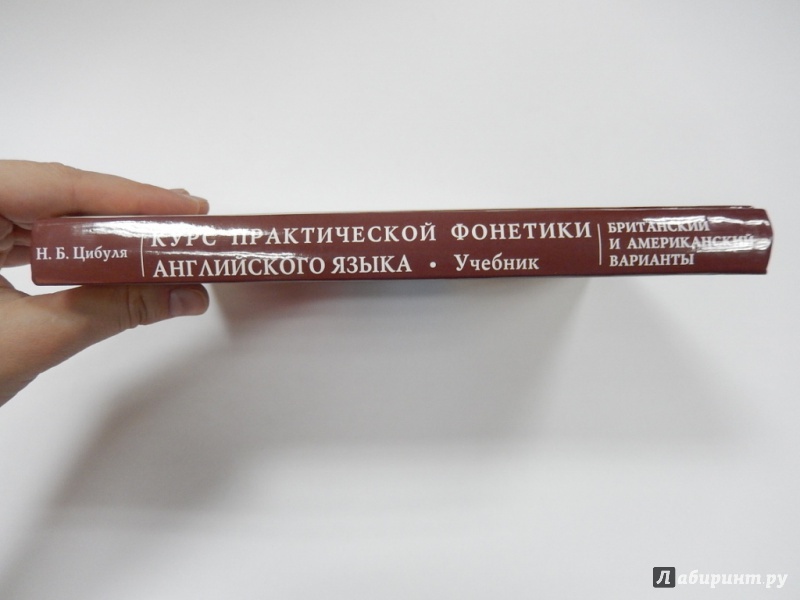 Н. Б. Цибуля
КУРС ПРАКТИЧЕСКОЙ ФОНЕТИКИ
АНГЛИЙСКОГО ЯЗЫКА • Учебник
БРИТАНСКИЙ
И АМЕРИКАНСКИЙ
ВАРИАНТЫ
Лабиринт.ру